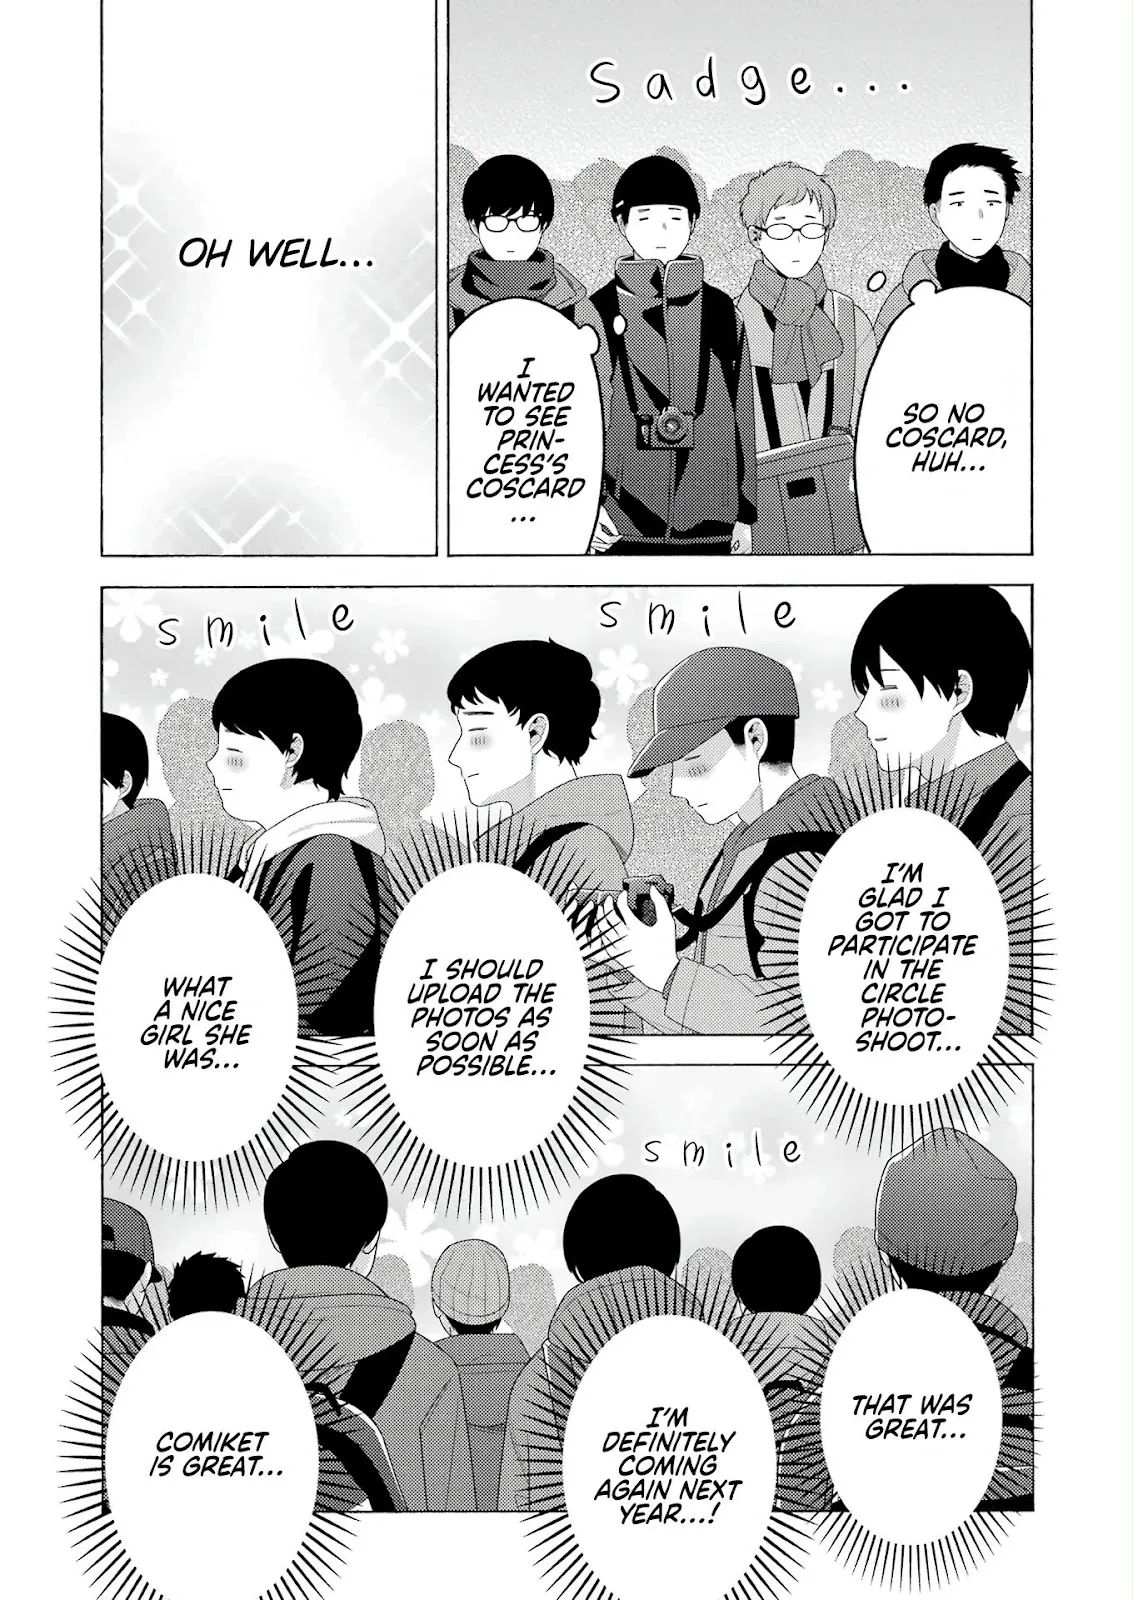 Sadge...
SO NO
COSCARD,
HUH...
I
WANTED
TO SEE
PRIN-
CESS'S
COSCARD
...
OH WELL...
smile
smile
I'M
GLAD I
GOT TO
PARTICIPATE
IN THE
CIRCLE
PHOTO-
SHOOT...
I SHOULD
UPLOAD THE
PHOTOS AS
SOON AS
POSSIBLE...
WHAT
A NICE
GIRL SHE
WAS...
smile
THAT WAS
GREAT...
I'M
DEFINITELY
COMING
AGAIN NEXT
YEAR...!
COMIKET
IS GREAT...